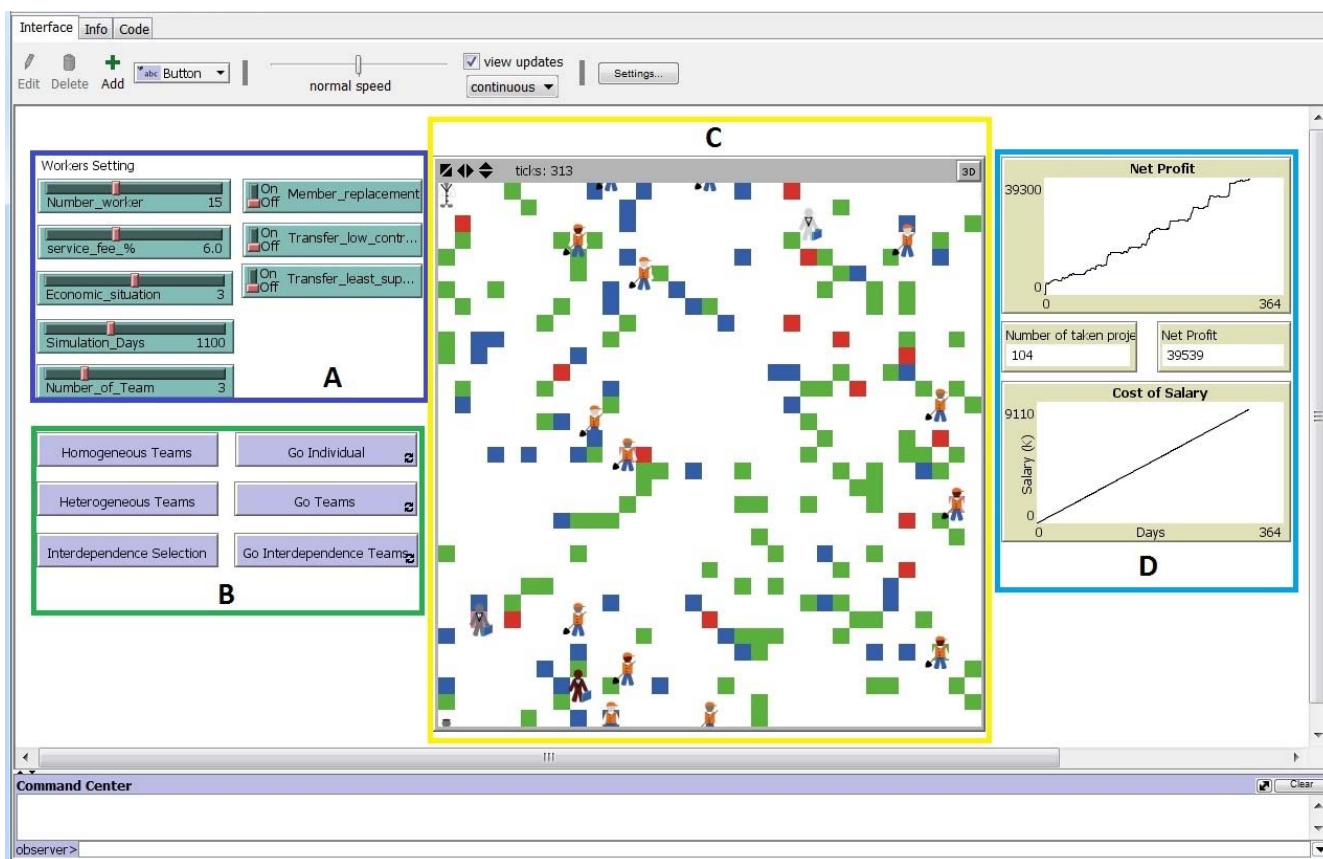 Interface Info Code
Edit Delete Add
abc Button
normal speed
view updates
continuous
Settings...
A
Workers Setting
Number_worker 15
service_fee_% 6.0
Economic_situation 3
Simulation_Days 1100
Number_of_Team 3
On
Off Member_replacement
On
Off Transfer_low_contr...
On
Off Transfer_least_sup...
B
Homogeneous Teams Go Individual
Heterogeneous Teams Go Teams
Interdependence Selection Go Interdependence Teams
C
ticks: 313 3D
Net Profit
39300
0
0 364
Number of taken proje
104
Net Profit
39539
Cost of Salary
9110
Salary (K)
0
0 Days 364
D
Command Center Clear
observer>